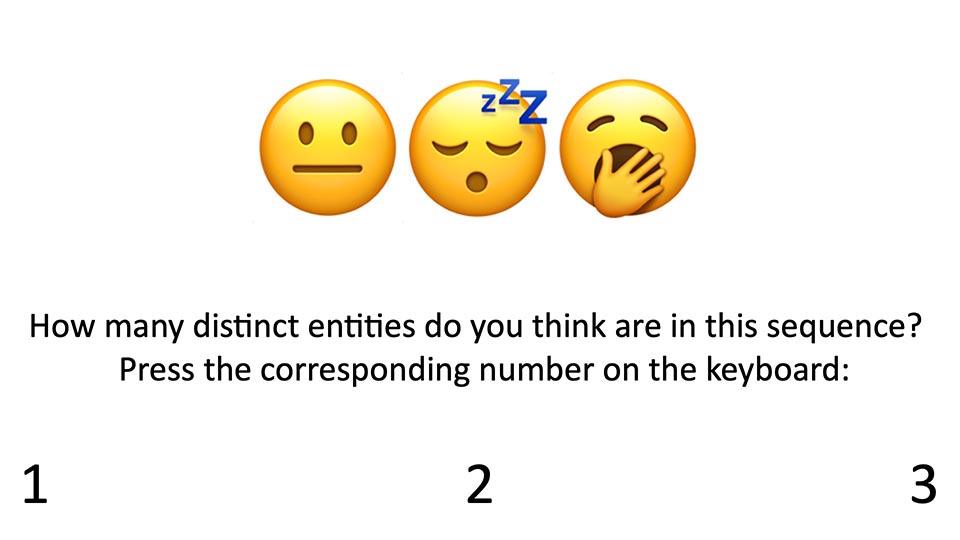 zZZ
How many distinct entities do you think are in this sequence?
Press the corresponding number on the keyboard:
1 2 3